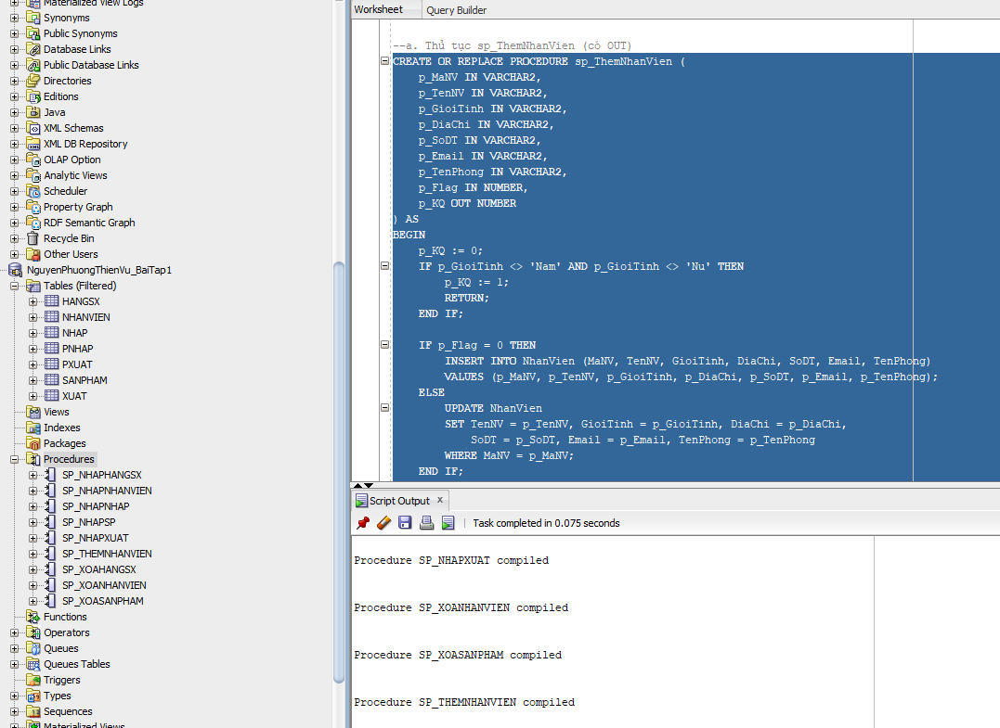 Materialized View Logs
Synonyms
Public Synonyms
Database Links
Public Database Links
Directories
Editions
Java
XML Schemas
XML DB Repository
OLAP Option
Analytic Views
Scheduler
Property Graph
RDF Semantic Graph
Recycle Bin
Other Users
NguyenPhuongThienVu_BaiTap1
Tables (Filtered)
HANGSX
NHANVIEN
NHAP
PNHAP
PXUAT
SANPHAM
XUAT
Views
Indexes
Packages
Procedures
SP_NHAPHANGSX
SP_NHAPNHANVIEN
SP_NHAPNHAP
SP_NHAPSP
SP_NHAPXUAT
SP_THEMNHANVIEN
SP_XOAHANGSX
SP_XOANHANVIEN
SP_XOASANPHAM
Functions
Operators
Queues
Queues Tables
Triggers
Types
Sequences
Materialized Views
Worksheet Query Builder
--a. Thủ tục sp_ThemNhanVien (có OUT)
CREATE OR REPLACE PROCEDURE sp_ThemNhanVien (
p_MaNV IN VARCHAR2,
p_TenNV IN VARCHAR2,
p_GioiTinh IN VARCHAR2,
p_DiaChi IN VARCHAR2,
p_SoDT IN VARCHAR2,
p_Email IN VARCHAR2,
p_TenPhong IN VARCHAR2,
p_Flag IN NUMBER,
p_KQ OUT NUMBER
) AS
BEGIN
p_KQ := 0;
IF p_GioiTinh <> 'Nam' AND p_GioiTinh <> 'Nu' THEN
p_KQ := 1;
RETURN;
END IF;
IF p_Flag = 0 THEN
INSERT INTO NhanVien (MaNV, TenNV, GioiTinh, DiaChi, SoDT, Email, TenPhong)
VALUES (p_MaNV, p_TenNV, p_GioiTinh, p_DiaChi, p_SoDT, p_Email, p_TenPhong);
ELSE
UPDATE NhanVien
SET TenNV = p_TenNV, GioiTinh = p_GioiTinh, DiaChi = p_DiaChi,
SoDT = p_SoDT, Email = p_Email, TenPhong = p_TenPhong
WHERE MaNV = p_MaNV;
END IF;
Script Output x
Task completed in 0.075 seconds
Procedure SP_NHAPXUAT compiled
Procedure SP_XOANHANVIEN compiled
Procedure SP_XOASANPHAM compiled
Procedure SP_THEMNHANVIEN compiled